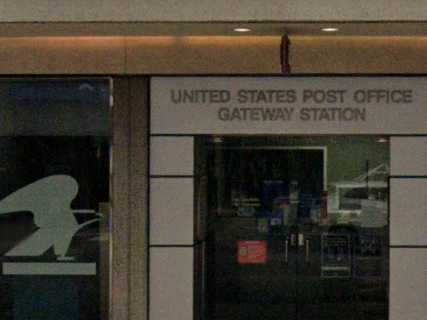 UNITED STATES POST OFFICE
GATEWAY STATION